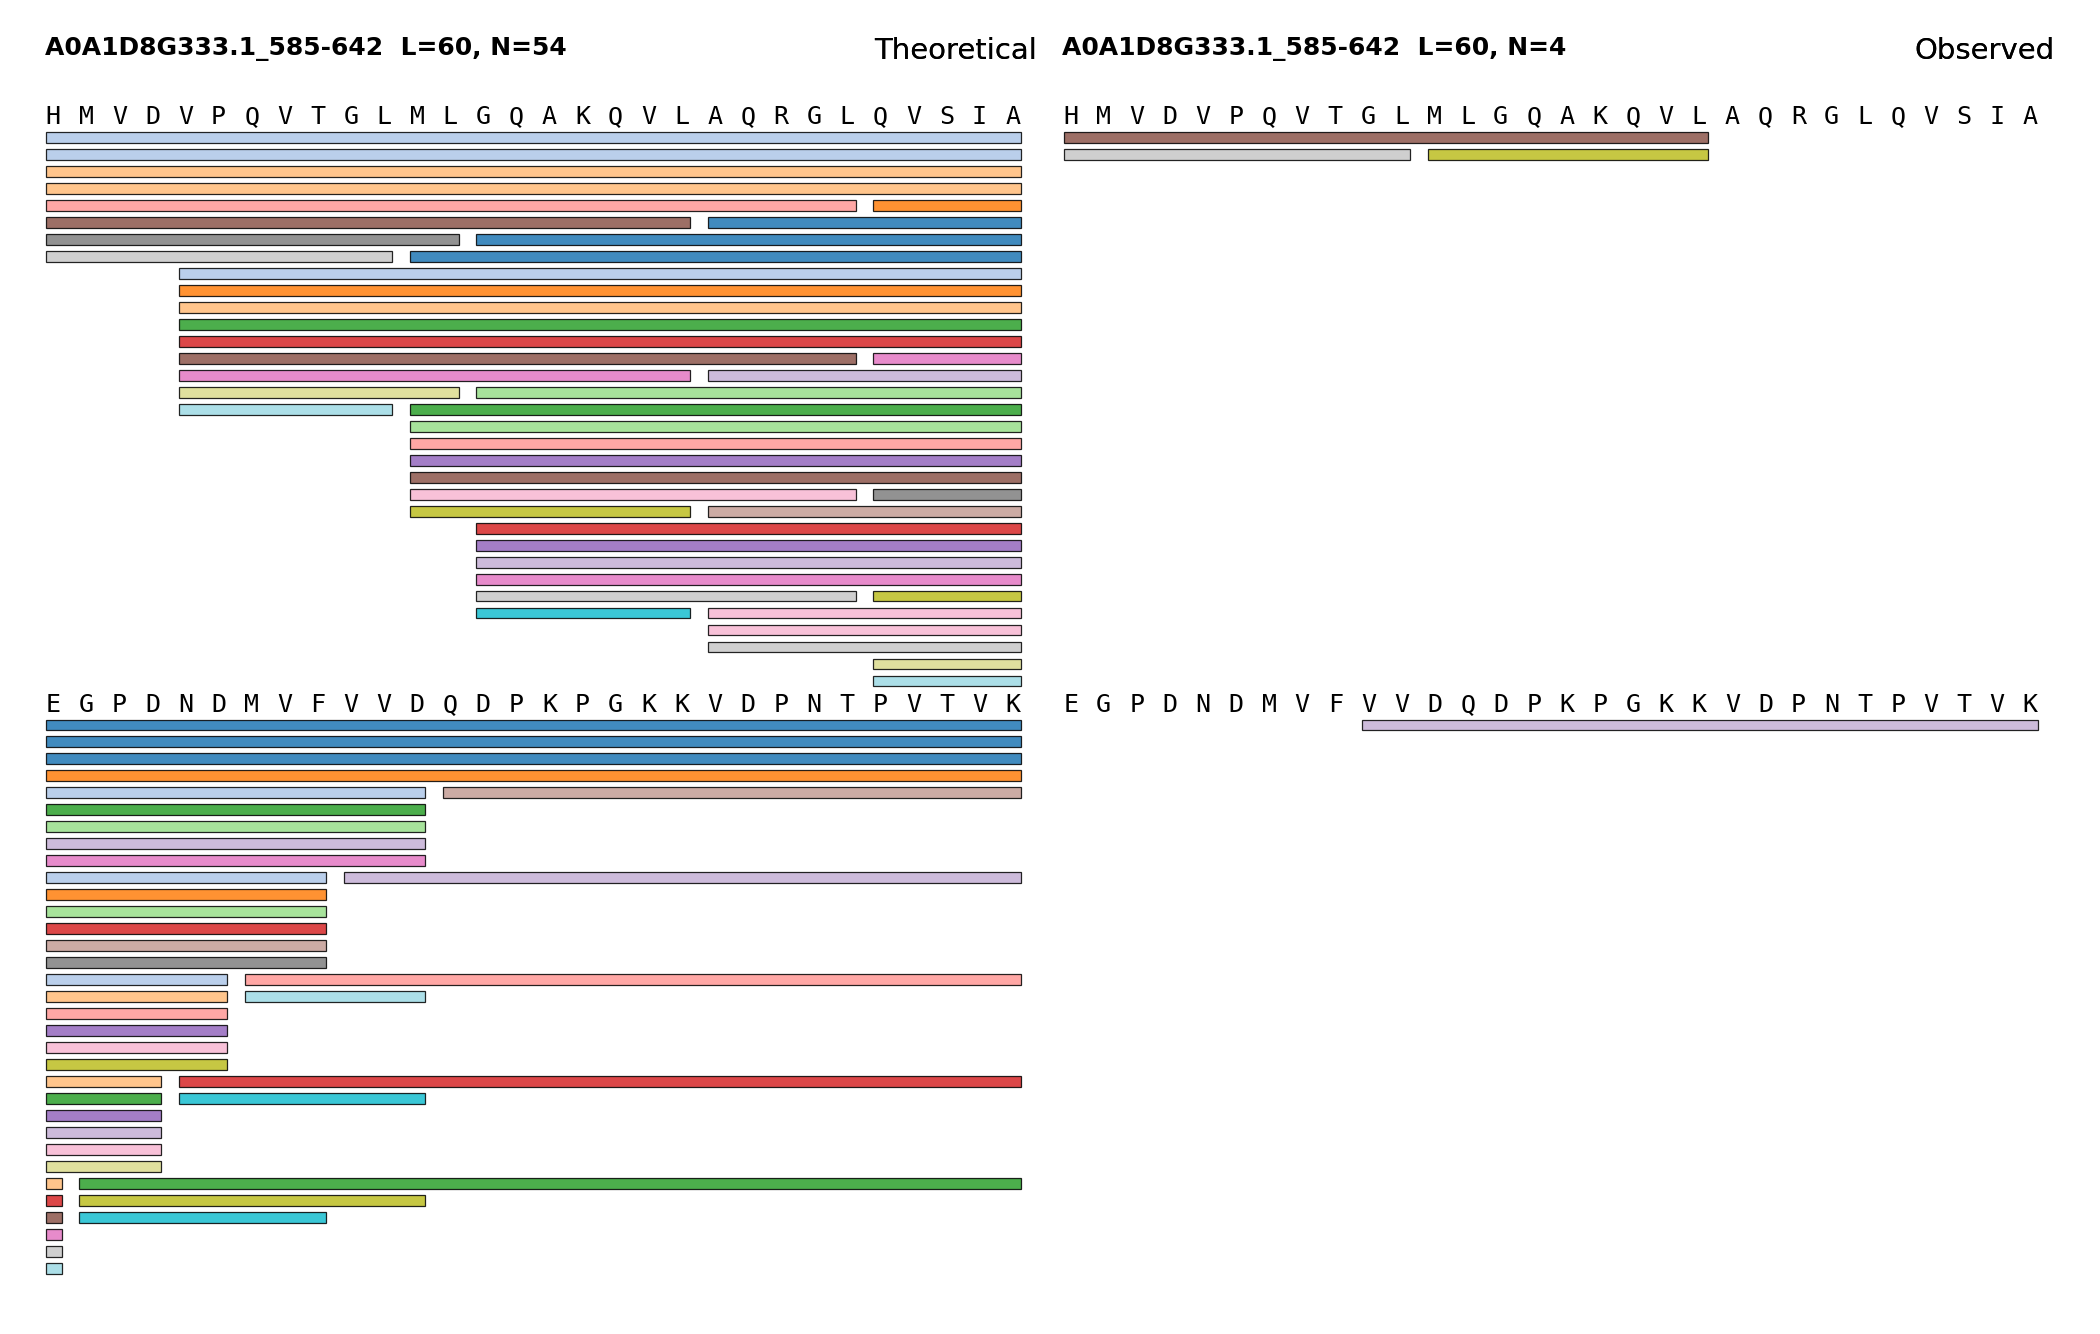 A0A1D8G333.1_585-642 L=60, N=54
Theoretical
H M V D V P Q V T G L M L G Q A K Q V L A Q R G L Q V S I A
E G P D N D M V F V V D Q D P K P G K K V D P N T P V T V K
A0A1D8G333.1_585-642 L=60, N=4
Observed
H M V D V P Q V T G L M L G Q A K Q V L A Q R G L Q V S I A
E G P D N D M V F V V D Q D P K P G K K V D P N T P V T V K